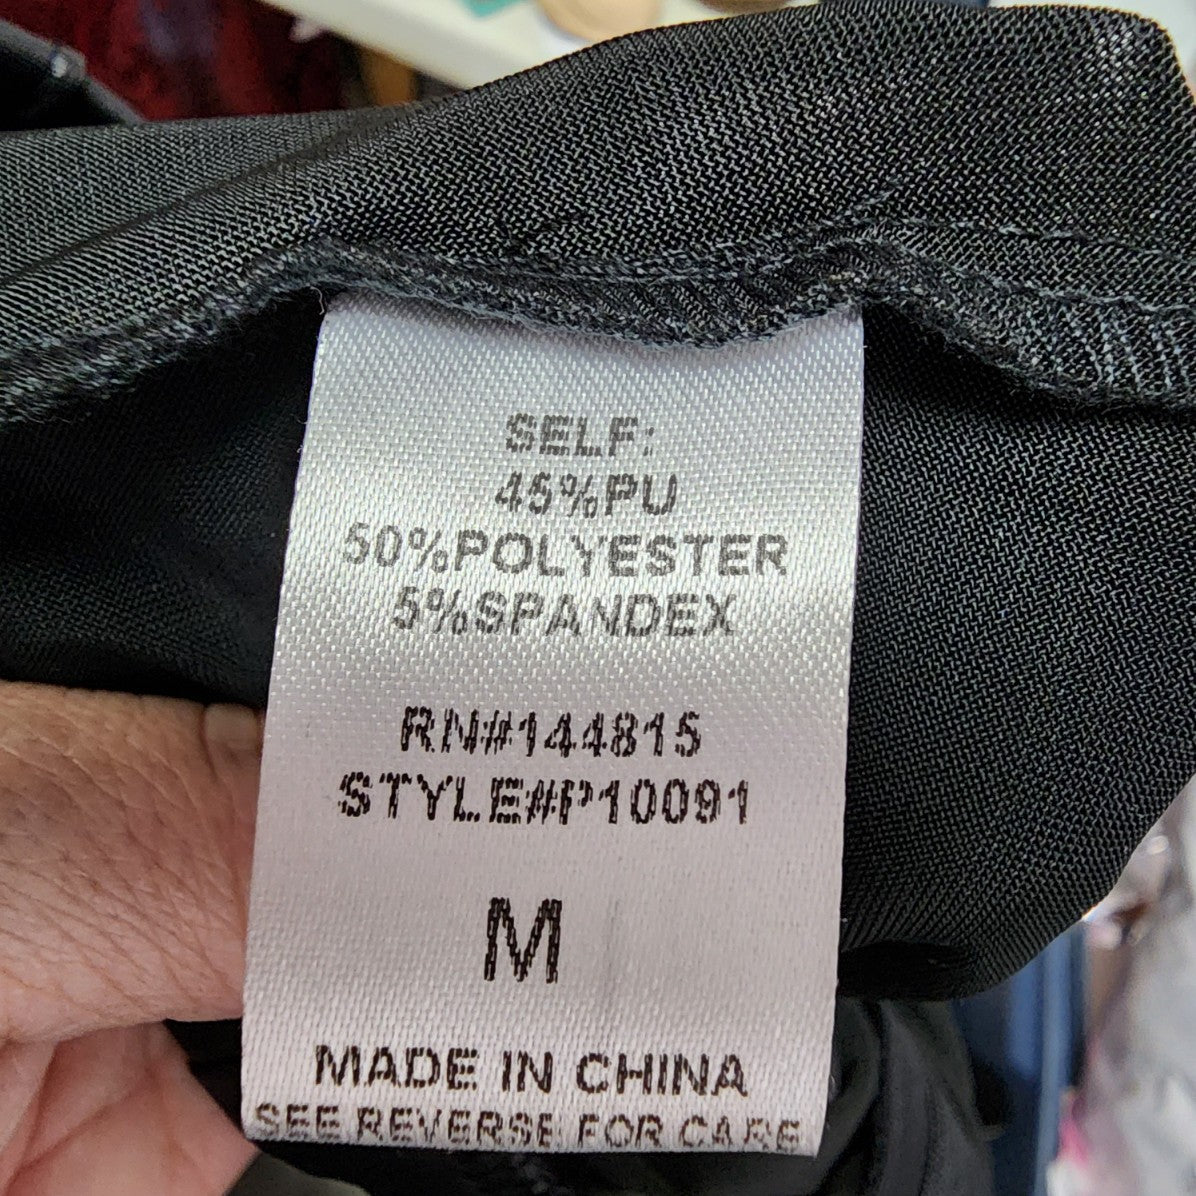 SELF:
45%PU
50%POLYESTER
5%SPANDEX
RN#144815
STYLE#P10091
M
MADE IN CHINA
SEE REVERSE FOR CARE